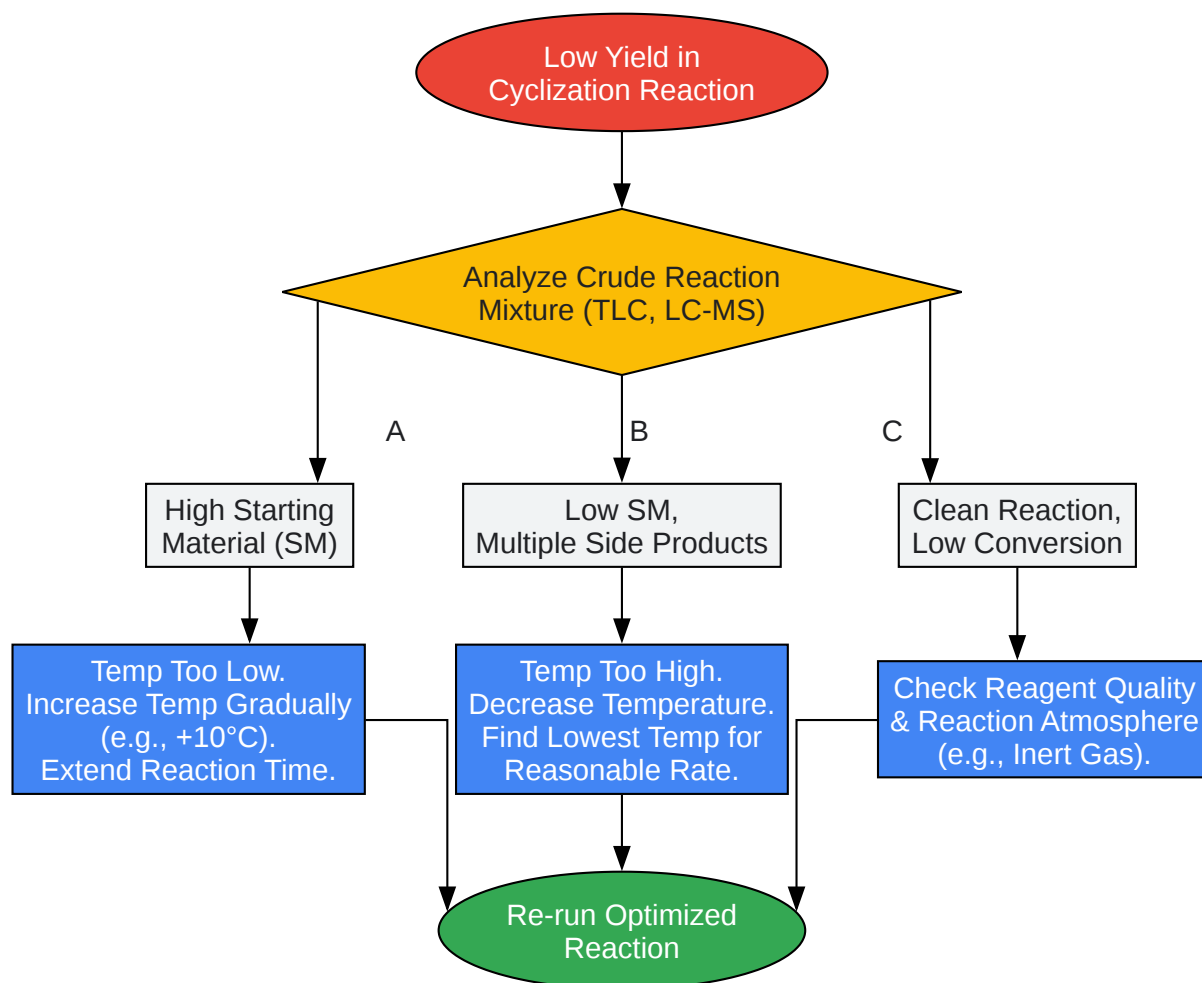 Low Yield in
Cyclization Reaction
Analyze Crude Reaction
Mixture (TLC, LC-MS)
A
B
C
High Starting
Material (SM)
Low SM,
Multiple Side Products
Clean Reaction,
Low Conversion
Temp Too Low.
Increase Temp Gradually
(e.g., +10°C).
Extend Reaction Time.
Temp Too High.
Decrease Temperature.
Find Lowest Temp for
Reasonable Rate.
Check Reagent Quality
& Reaction Atmosphere
(e.g., Inert Gas).
Re-run Optimized
Reaction